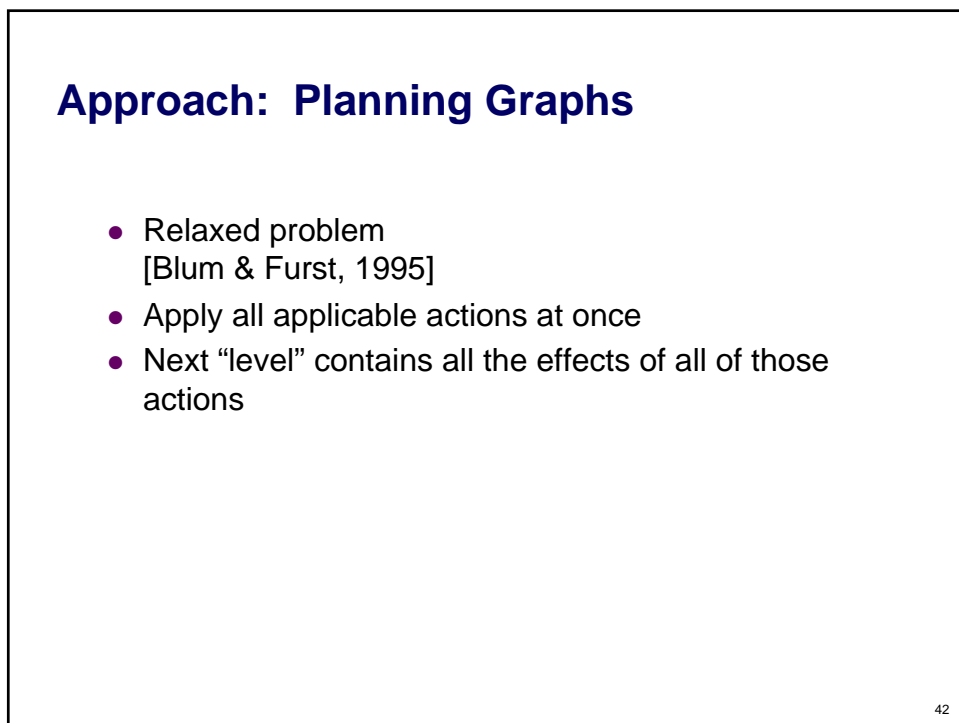 Approach:  Planning Graphs
● Relaxed problem
[Blum & Furst, 1995]
● Apply all applicable actions at once
● Next “level” contains all the effects of all of those
actions
42